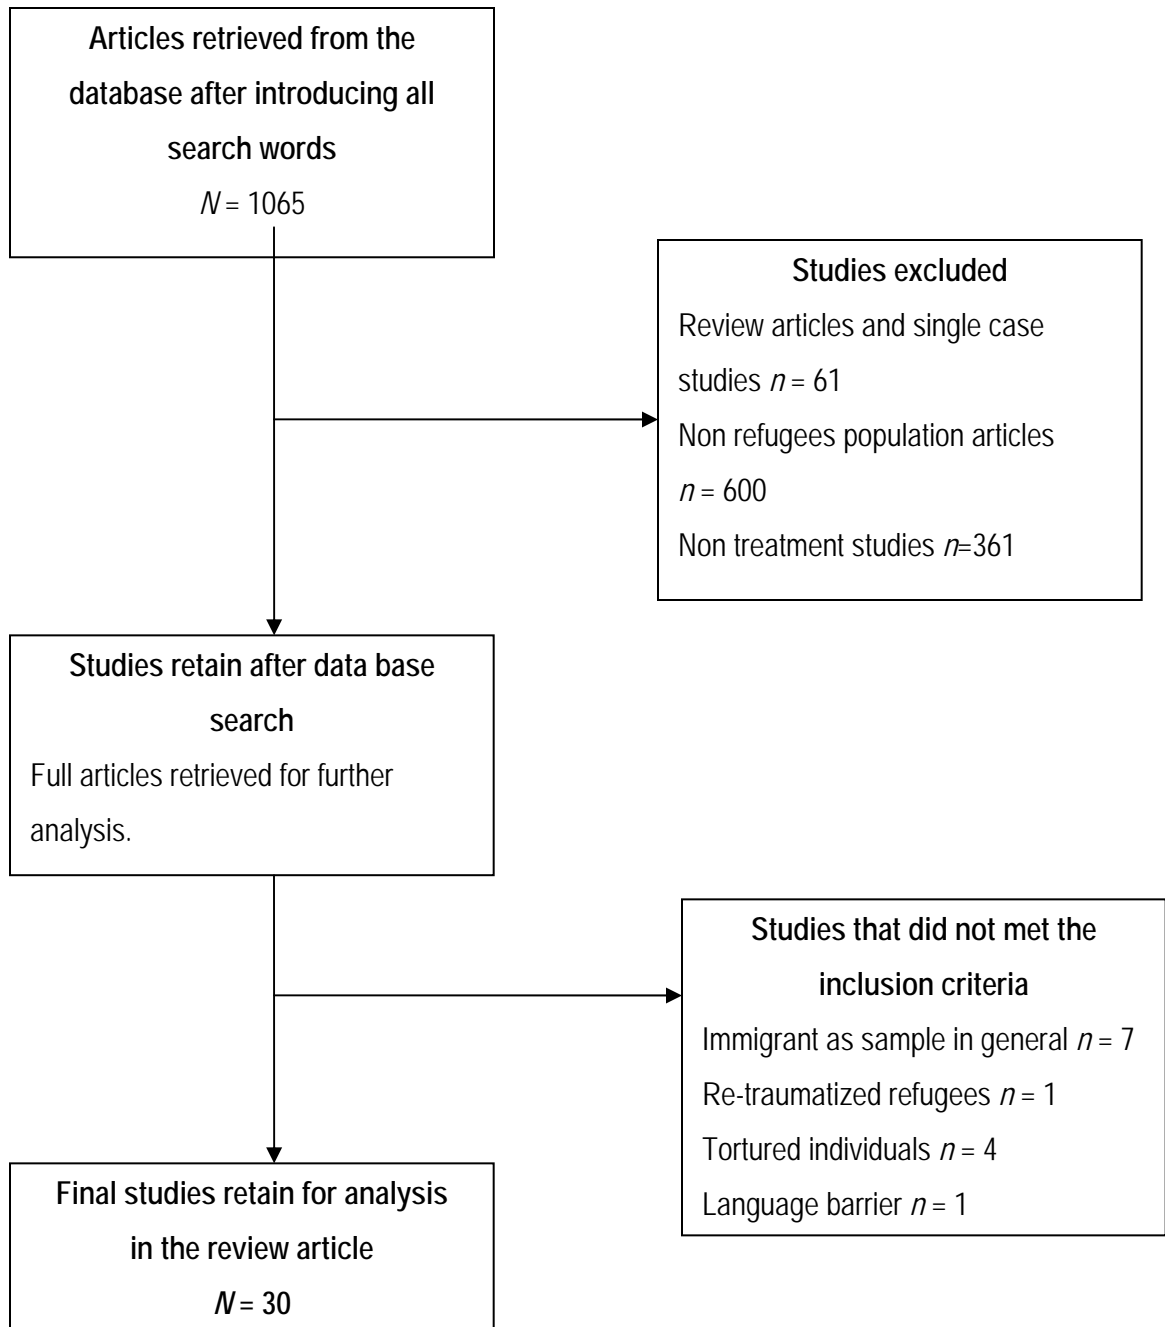 Articles retrieved from the
database after introducing all
search words
N = 1065
Studies excluded
Review articles and single case
studies n = 61
Non refugees population articles
n = 600
Non treatment studies n=361
Studies retain after data base
search
Full articles retrieved for further
analysis.
Studies that did not met the
inclusion criteria
Immigrant as sample in general n = 7
Re-traumatized refugees n = 1
Tortured individuals n = 4
Language barrier n = 1
Final studies retain for analysis
in the review article
N = 30